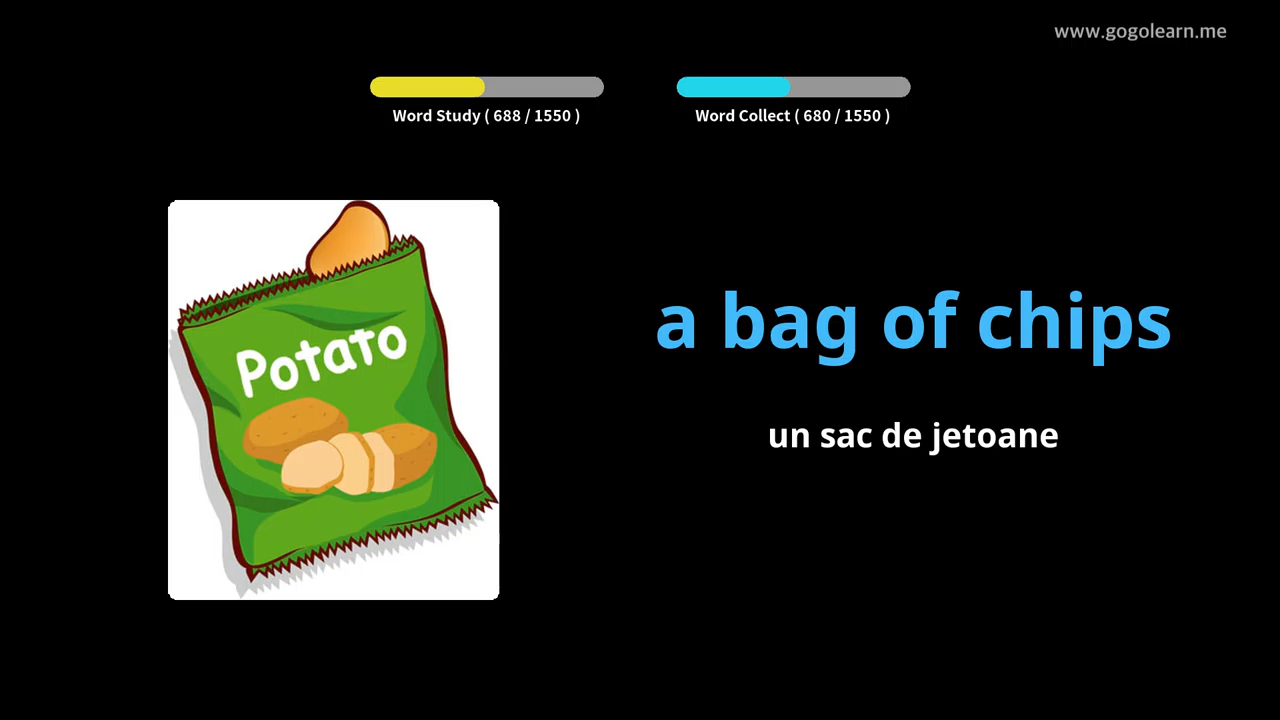 www.gogolearn.me
Word Study ( 688 / 1550 )
Word Collect ( 680 / 1550 )
Potato
a bag of chips
un sac de jetoane